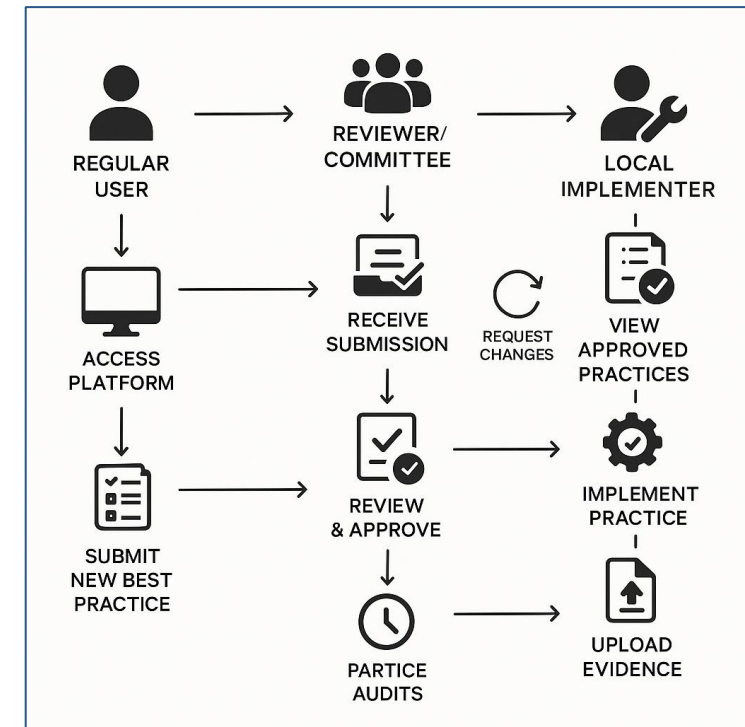 REGULAR
USER
REVIEWER/
COMMITTEE
LOCAL
IMPLEMENTER
ACCESS
PLATFORM
RECEIVE
SUBMISSION
REQUEST
CHANGES
VIEW
APPROVED
PRACTICES
SUBMIT
NEW BEST
PRACTICE
REVIEW
& APPROVE
IMPLEMENT
PRACTICE
PARTICE
AUDITS
UPLOAD
EVIDENCE